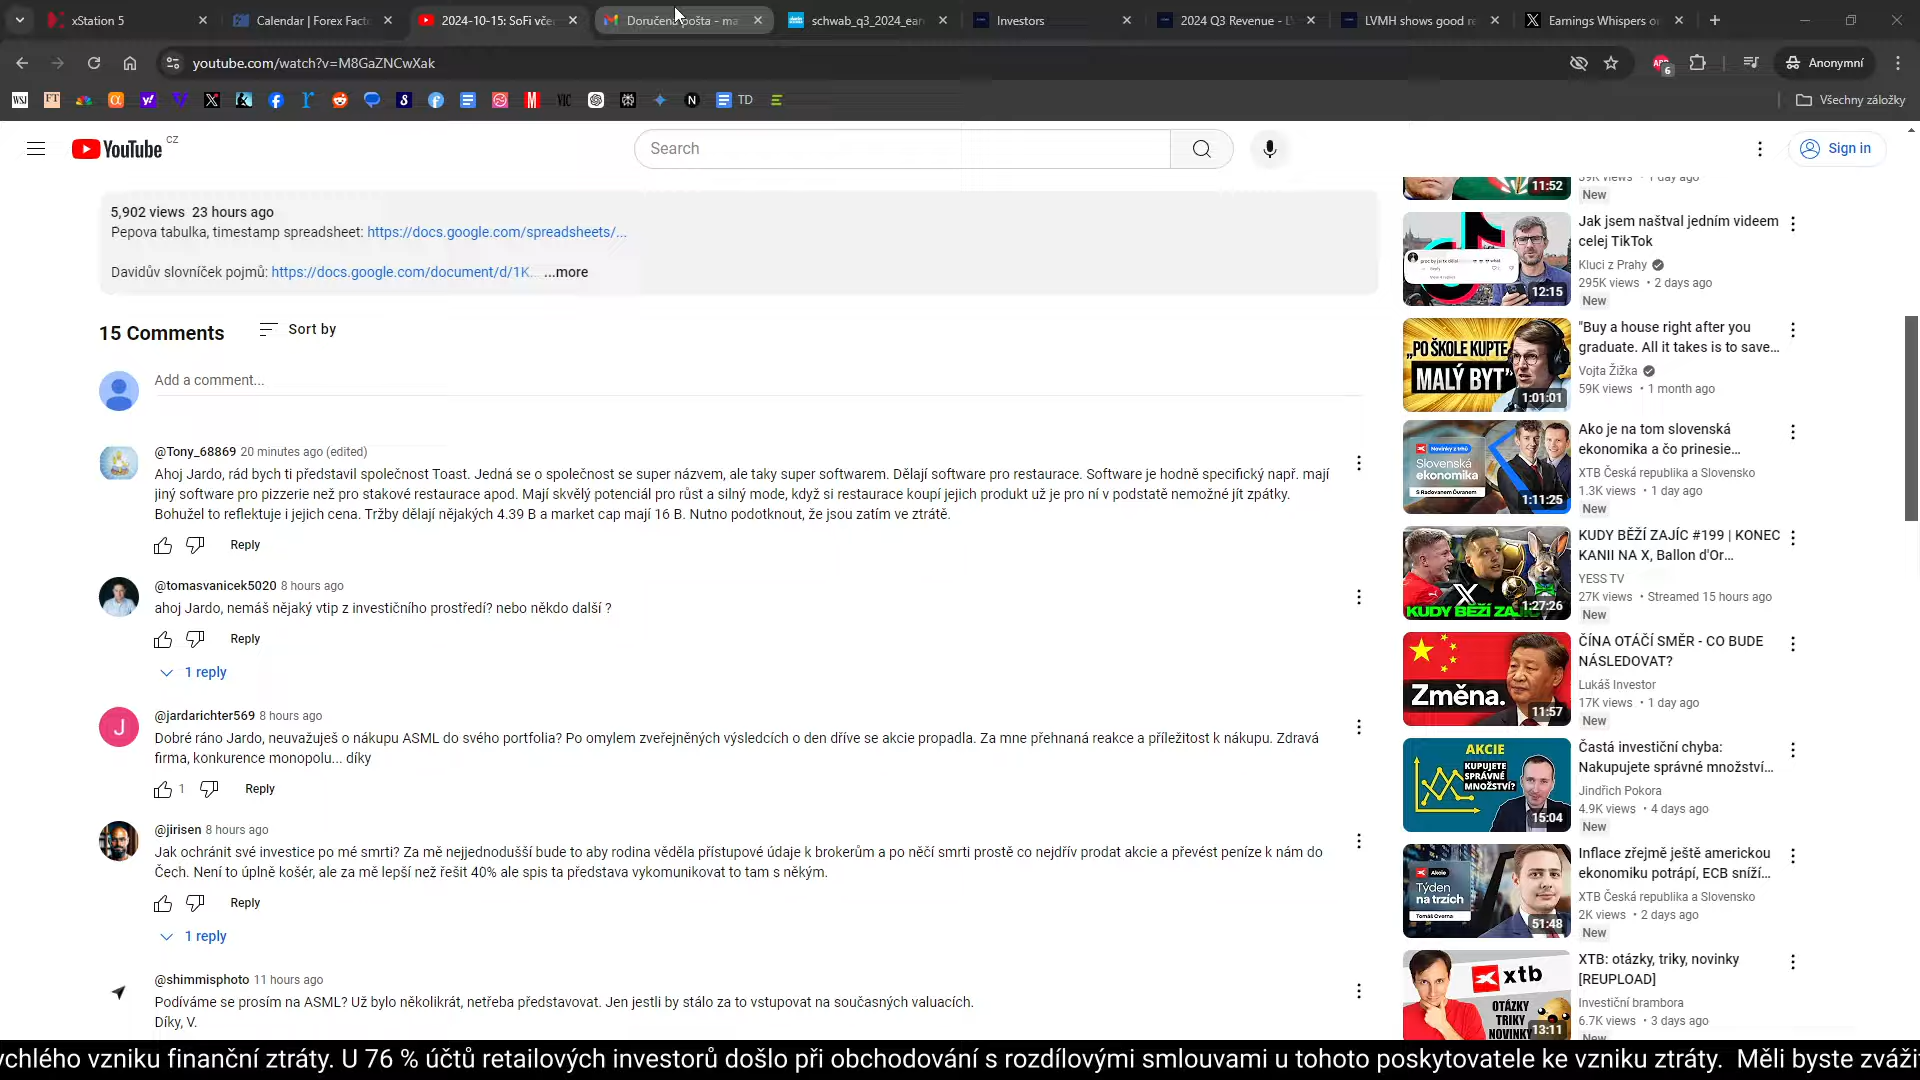 xStation 5
Calendar | Forex Fact
2024-10-15: SoFi vče
Doručená pošta - ma
schwab_q3_2024_ear
Investors
2024 Q3 Revenue - L
LVMH shows good re
Earnings Whispers o
youtube.com/watch?v=M8GaZNCwXak
6
Anonymní
WSJ
FT
VIC
TD
Všechny záložky
YouTube CZ
Search
Sign in
5,902 views 23 hours ago
Pepova tabulka, timestamp spreadsheet: https://docs.google.com/spreadsheets/...
Davidův slovníček pojmů: https://docs.google.com/document/d/1K... ...more
15 Comments
Sort by
Add a comment...
@Tony_68869 20 minutes ago (edited)
Ahoj Jardo, rád bych ti představil společnost Toast. Jedná se o společnost se super názvem, ale taky super softwarem. Dělají software pro restaurace. Software je hodně specifický např. mají
jiný software pro pizzerie než pro stakové restaurace apod. Mají skvělý potenciál pro růst a silný mode, když si restaurace koupí jejich produkt už je pro ní v podstatě nemožné jít zpátky.
Bohužel to reflektuje i jejich cena. Tržby dělají nějakých 4.39 B a market cap mají 16 B. Nutno podotknout, že jsou zatím ve ztrátě.
Reply
@tomasvanicek5020 8 hours ago
ahoj Jardo, nemáš nějaký vtip z investičního prostředí? nebo někdo další ?
Reply
1 reply
J
@jardarichter569 8 hours ago
Dobré ráno Jardo, neuvažuješ o nákupu ASML do svého portfolia? Po omylem zveřejněných výsledcích o den dříve se akcie propadla. Za mne přehnaná reakce a příležitost k nákupu. Zdravá
firma, konkurence monopolu... díky
1
Reply
@jirisen 8 hours ago
Jak ochránit své investice po mé smrti? Za mě nejjednodušší bude to aby rodina věděla přístupové údaje k brokerům a po něčí smrti prostě co nejdřív prodat akcie a převést peníze k nám do
Čech. Není to úplně košér, ale za mě lepší než řešit 40% ale spis ta představa vykomunikovat to tam s někým.
Reply
1 reply
@shimmisphoto 11 hours ago
Podíváme se prosím na ASML? Už bylo několikrát, netřeba představovat. Jen jestli by stálo za to vstupovat na současných valuacích.
Díky, V.
11:52
39K views • 1 day ago
New
12:15
Jak jsem naštval jedním videem
celej TikTok
Kluci z Prahy
295K views • 2 days ago
New
„PO ŠKOLE KUPTE
MALÝ BYT"
1:01:01
"Buy a house right after you
graduate. All it takes is to save...
Vojta Žižka
59K views • 1 month ago
Novinky z trhů
Slovenská
ekonomika
S Radovanem Ďuranem
1:11:25
Ako je na tom slovenská
ekonomika a čo prinesie...
XTB Česká republika a Slovensko
1.3K views • 1 day ago
New
KUDY BĚŽÍ ZAJÍC
1:27:26
KUDY BĚŽÍ ZAJÍC #199 | KONEC
KANII NA X, Ballon d'Or...
YESS TV
27K views • Streamed 15 hours ago
New
Změna.
11:57
ČÍNA OTÁČÍ SMĚR - CO BUDE
NÁSLEDOVAT?
Lukáš Investor
17K views • 1 day ago
New
AKCIE
KUPUJETE
SPRÁVNÉ
MNOŽSTVÍ?
15:04
Častá investiční chyba:
Nakupujete správné množství...
Jindřich Pokora
4.9K views • 4 days ago
New
Akcie
Týden
na trzích
Tomáš Cverna
51:48
Inflace zřejmě ještě americkou
ekonomiku potrápí, ECB sníží...
XTB Česká republika a Slovensko
2K views • 2 days ago
New
xtb
OTÁZKY
TRIKY
NOVINKY
13:11
XTB: otázky, triky, novinky
[REUPLOAD]
Investiční brambora
6.7K views • 3 days ago
New
ychlého vzniku finanční ztráty. U 76 % účtů retailových investorů došlo při obchodování s rozdílovými smlouvami u tohoto poskytovatele ke vzniku ztráty. Měli byste zváži